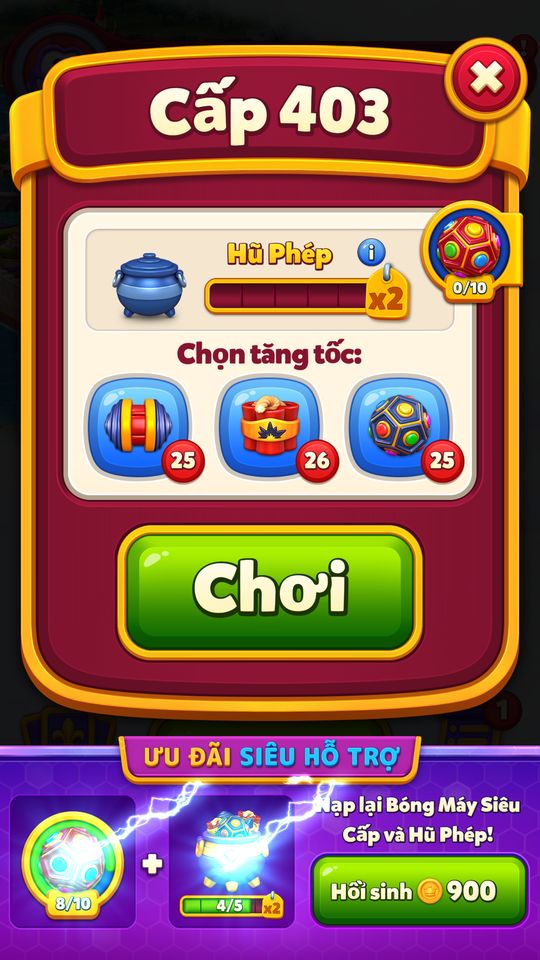 Cấp 403
Hũ Phép
i
x2
0/10
Chọn tăng tốc:
25
26
25
Chơi
1
ƯU ĐÃI SIÊU HỖ TRỢ
Nạp lại Bóng Máy Siêu
Cấp và Hũ Phép!
8/10
+
4/5
x2
Hồi sinh 900